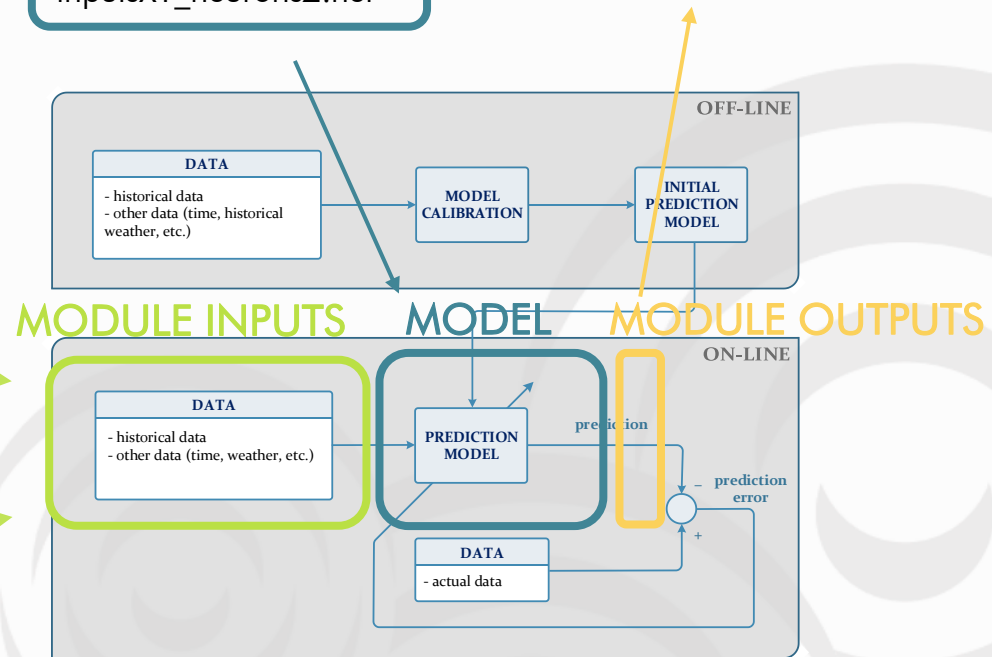 OFF-LINE
DATA
- historical data
- other data (time, historical
weather, etc.)
MODEL
CALIBRATION
INITIAL
PREDICTION
MODEL
MODULE INPUTS
MODEL
MODULE OUTPUTS
ON-LINE
DATA
- historical data
- other data (time, weather, etc.)
PREDICTION
MODEL
prediction
−
prediction
error
+
DATA
- actual data